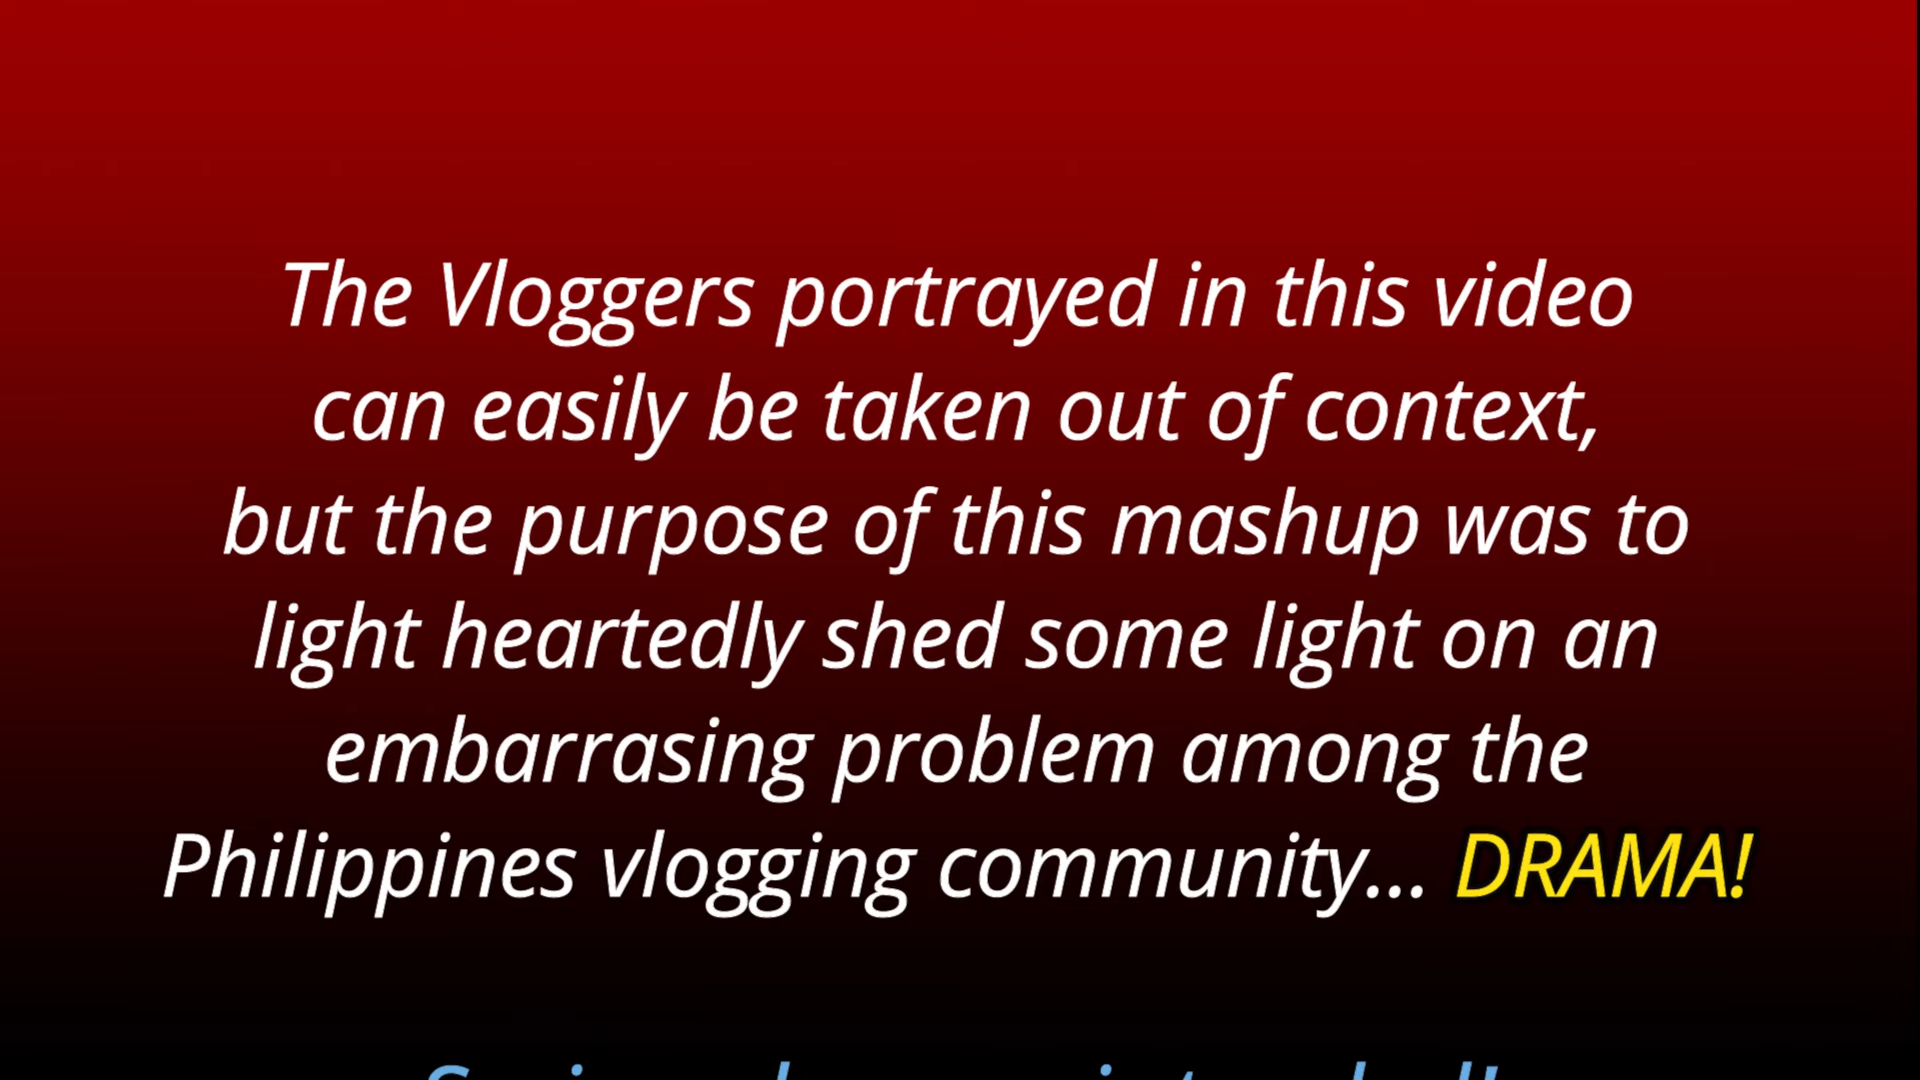 The Vloggers portrayed in this video
can easily be taken out of context,
but the purpose of this mashup was to
light heartedly shed some light on an
embarrasing problem among the
Philippines vlogging community... DRAMA!